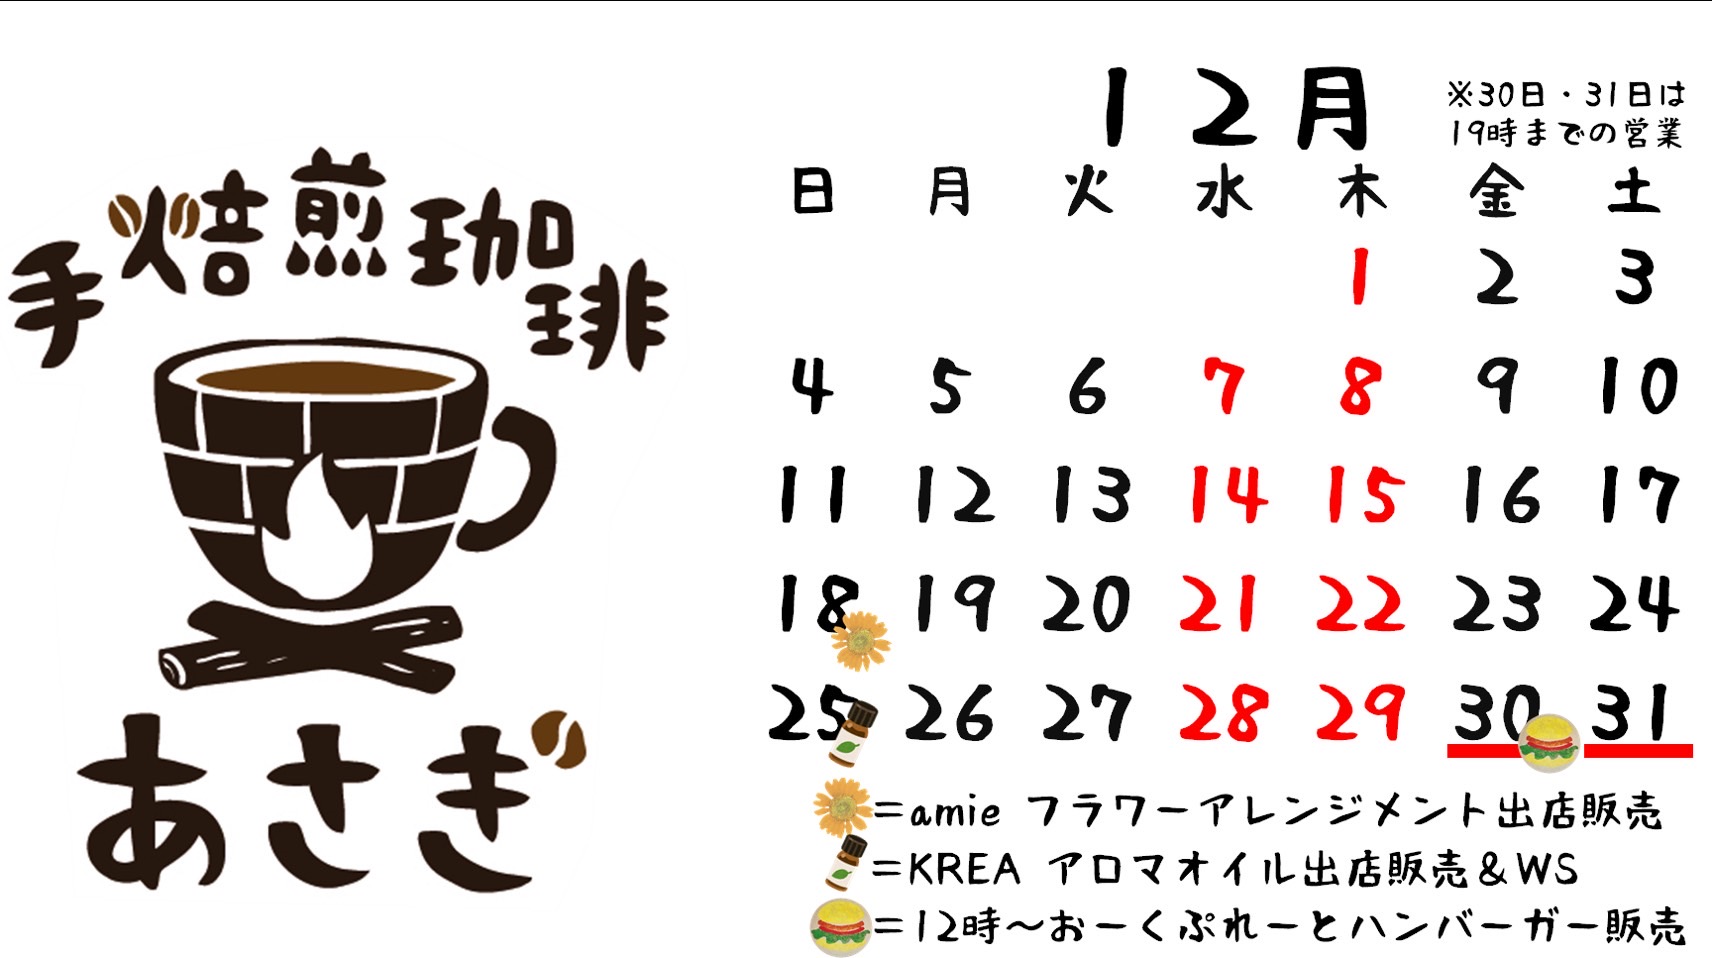 手焙煎珈琲
あさぎ
12月
※30日・31日は
19時までの営業
日 月 火 水 木 金 土
1 2 3
4 5 6 7 8 9 10
11 12 13 14 15 16 17
18 19 20 21 22 23 24
25 26 27 28 29 30 31
=amie フラワーアレンジメント出店販売
=KREA アロマオイル出店販売&WS
=12時〜おーくぷれーとハンバーガー販売